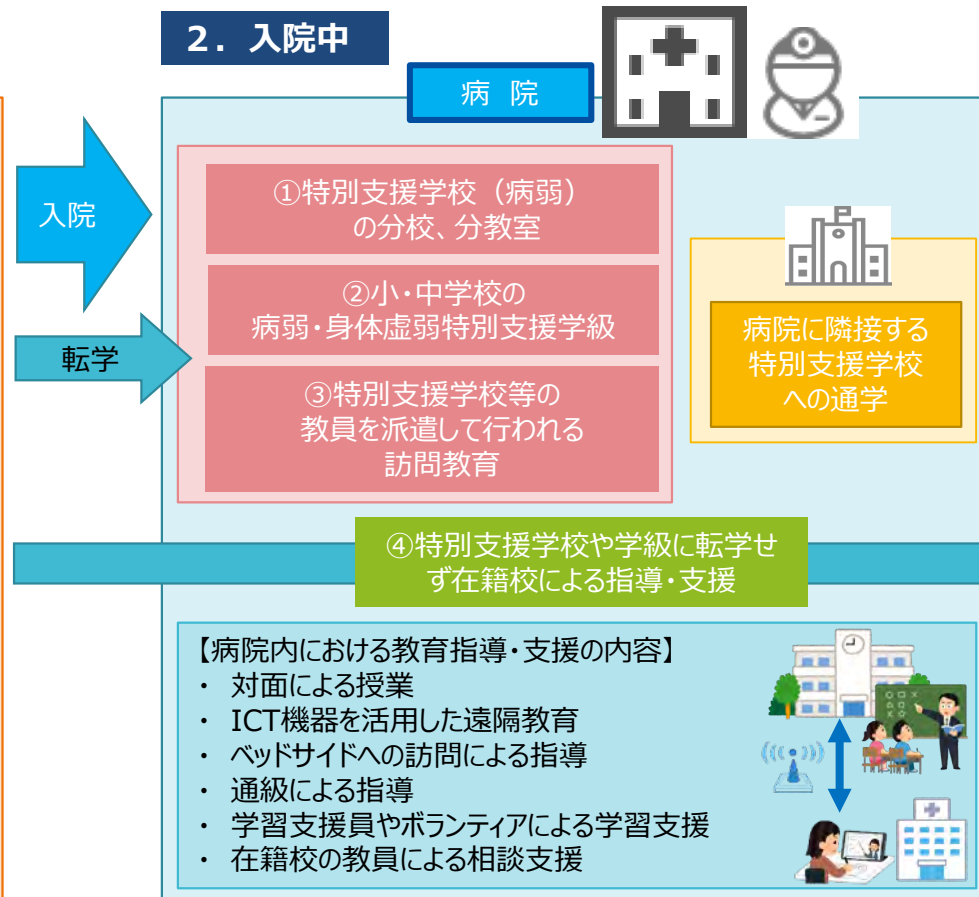 2．入院中
病 院
入院
転学
①特別支援学校（病弱）
の分校、分教室
②小・中学校の
病弱・身体虚弱特別支援学級
③特別支援学校等の
教員を派遣して行われる
訪問教育
病院に隣接する
特別支援学校
への通学
④特別支援学校や学級に転学せ
ず在籍校による指導・支援
【病院内における教育指導・支援の内容】
・ 対面による授業
・ ICT機器を活用した遠隔教育
・ ベッドサイドへの訪問による指導
・ 通級による指導
・ 学習支援員やボランティアによる学習支援
・ 在籍校の教員による相談支援